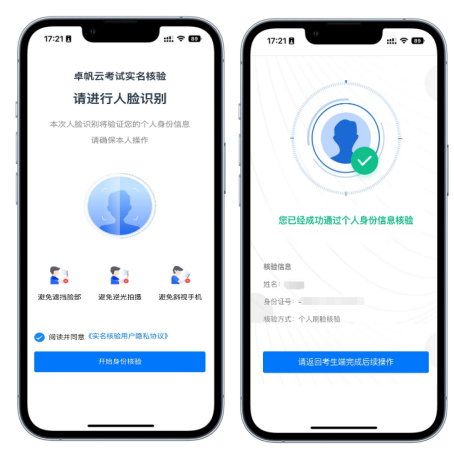 17:21
卓帆云考试实名核验
请进行人脸识别
本次人脸识别将验证您的个人身份信息
请确保本人操作
避免遮挡脸部
避免逆光拍摄
避免斜视手机
阅读并同意《实名核验用户隐私协议》
开始身份核验
17:21
您已经成功通过个人身份信息核验
核验信息
姓名：
身份证号：
核验方式：个人刷脸核验
请返回考生端完成后续操作